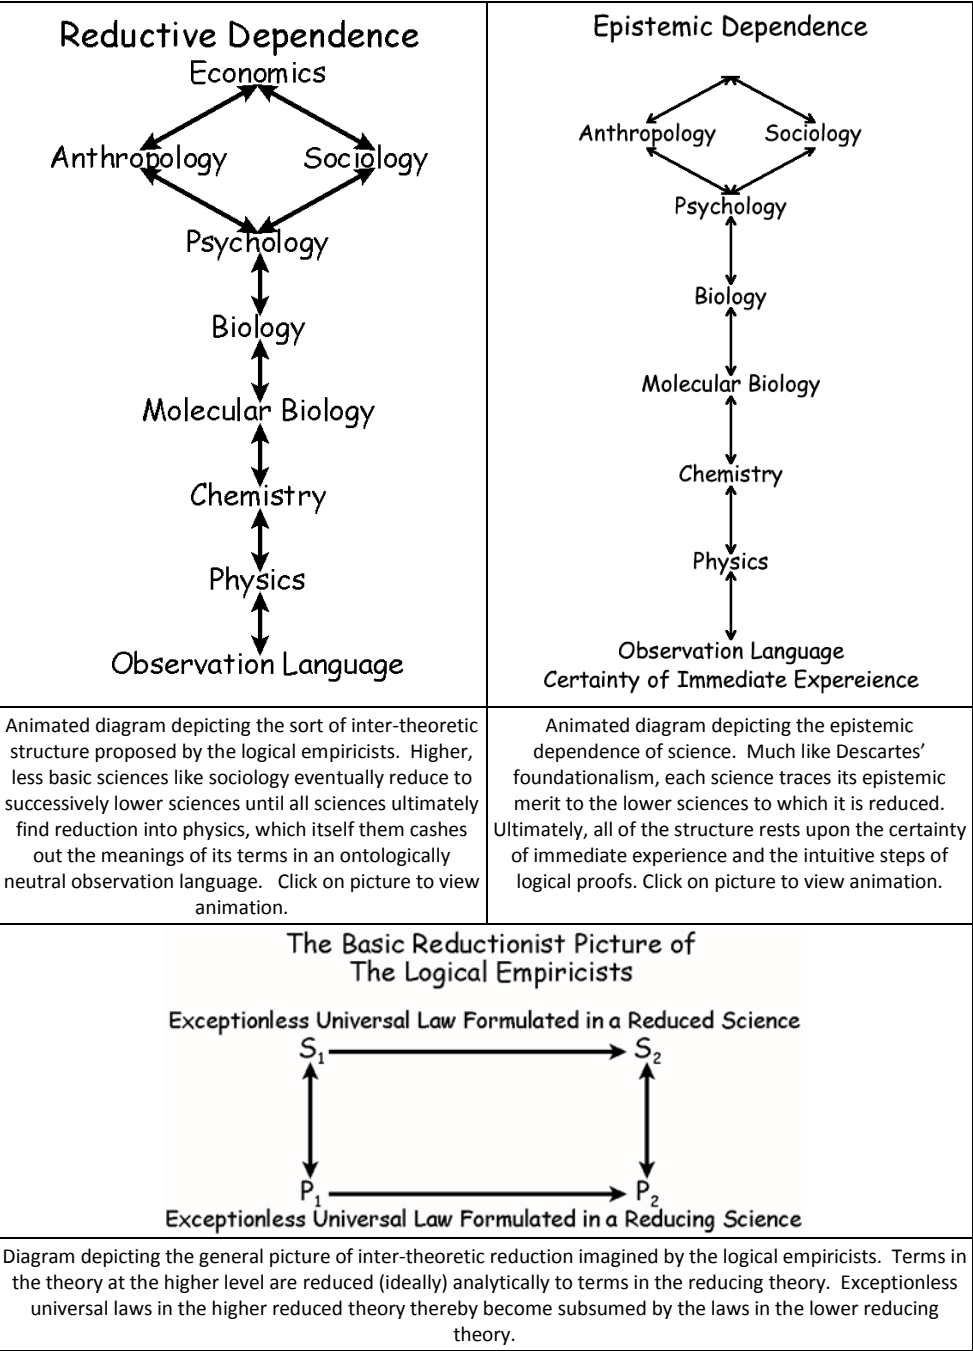 Reductive Dependence
Economics
Anthropology Sociology
Psychology
Biology
Molecular Biology
Chemistry
Physics
Observation Language
Epistemic Dependence
Anthropology Sociology
Psychology
Biology
Molecular Biology
Chemistry
Physics
Observation Language
Certainty of Immediate Expereience
Animated diagram depicting the sort of inter-theoretic
structure proposed by the logical empiricists.  Higher,
less basic sciences like sociology eventually reduce to
successively lower sciences until all sciences ultimately
find reduction into physics, which itself them cashes
out the meanings of its terms in an ontologically
neutral observation language.   Click on picture to view
animation.
Animated diagram depicting the epistemic
dependence of science.  Much like Descartes’
foundationalism, each science traces its epistemic
merit to the lower sciences to which it is reduced.
Ultimately, all of the structure rests upon the certainty
of immediate experience and the intuitive steps of
logical proofs. Click on picture to view animation.
The Basic Reductionist Picture of
The Logical Empiricists
Exceptionless Universal Law Formulated in a Reduced Science
S1 S2
P1 P2
Exceptionless Universal Law Formulated in a Reducing Science
Diagram depicting the general picture of inter-theoretic reduction imagined by the logical empiricists.  Terms in
the theory at the higher level are reduced (ideally) analytically to terms in the reducing theory.  Exceptionless
universal laws in the higher reduced theory thereby become subsumed by the laws in the lower reducing
theory.